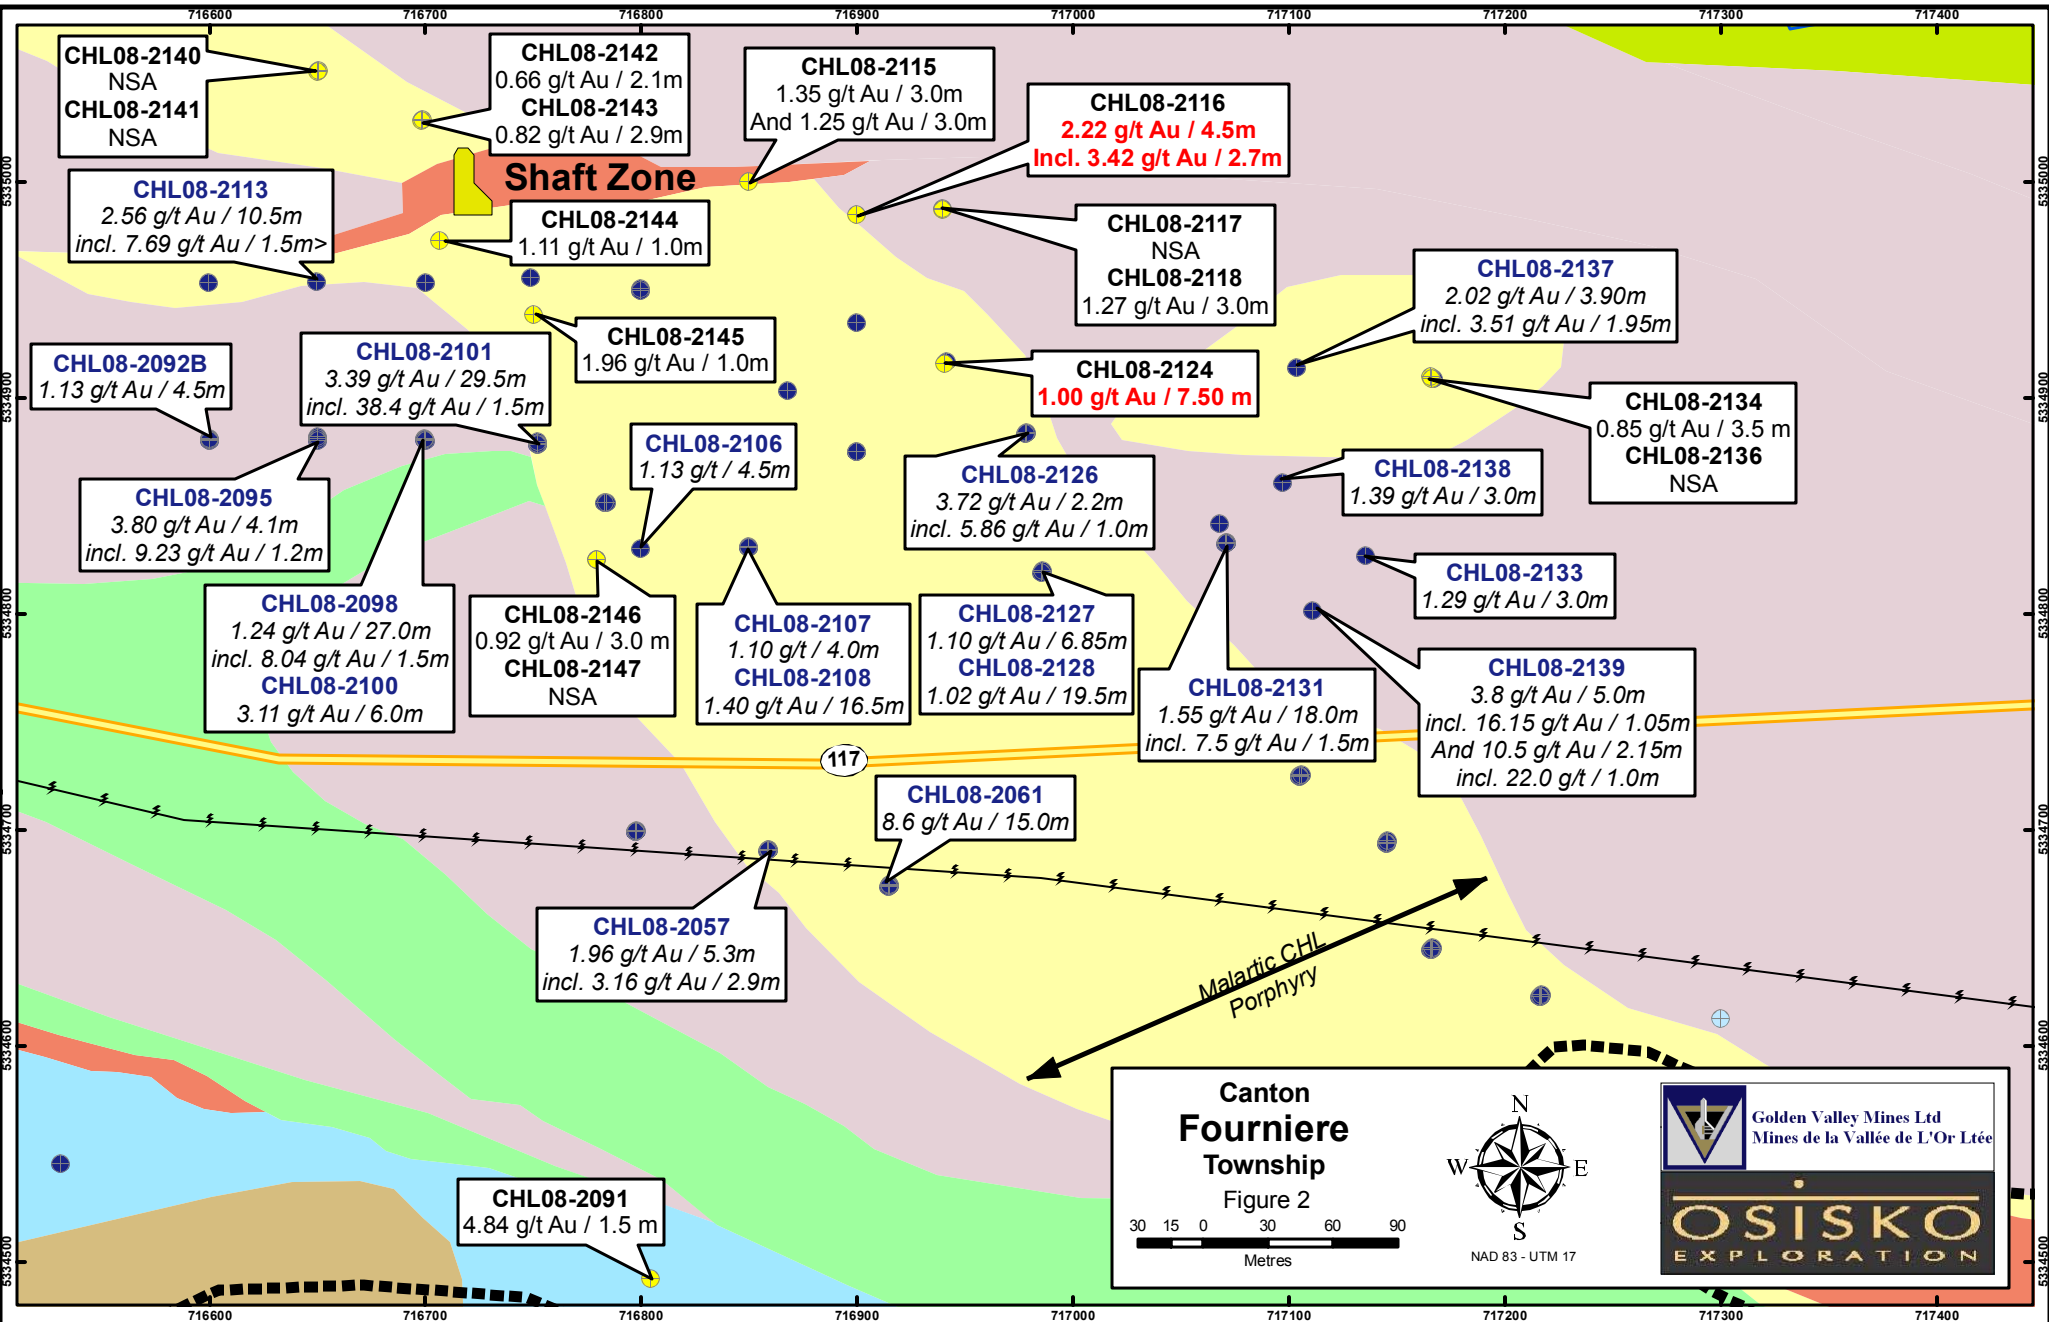 716600
716700
716800
716900
717000
717100
717200
717300
717400
CHL08-2140
NSA
CHL08-2141
NSA
CHL08-2142
0.66 g/t Au / 2.1m
CHL08-2143
0.82 g/t Au / 2.9m
CHL08-2115
1.35 g/t Au / 3.0m
And 1.25 g/t Au / 3.0m
CHL08-2116
2.22 g/t Au / 4.5m
Incl. 3.42 g/t Au / 2.7m
5335000
5335000
Shaft Zone
CHL08-2113
2.56 g/t Au / 10.5m
incl. 7.69 g/t Au / 1.5m>
CHL08-2144
1.11 g/t Au / 1.0m
CHL08-2117
NSA
CHL08-2118
1.27 g/t Au / 3.0m
CHL08-2137
2.02 g/t Au / 3.90m
incl. 3.51 g/t Au / 1.95m
CHL08-2145
1.96 g/t Au / 1.0m
CHL08-2092B
1.13 g/t Au / 4.5m
CHL08-2101
3.39 g/t Au / 29.5m
incl. 38.4 g/t Au / 1.5m
CHL08-2124
1.00 g/t Au / 7.50 m
5334900
5334900
CHL08-2134
0.85 g/t Au / 3.5 m
CHL08-2136
NSA
CHL08-2106
1.13 g/t / 4.5m
CHL08-2126
3.72 g/t Au / 2.2m
incl. 5.86 g/t Au / 1.0m
CHL08-2138
1.39 g/t Au / 3.0m
CHL08-2095
3.80 g/t Au / 4.1m
incl. 9.23 g/t Au / 1.2m
CHL08-2133
1.29 g/t Au / 3.0m
5334800
5334800
CHL08-2098
1.24 g/t Au / 27.0m
incl. 8.04 g/t Au / 1.5m
CHL08-2100
3.11 g/t Au / 6.0m
CHL08-2146
0.92 g/t Au / 3.0 m
CHL08-2147
NSA
CHL08-2107
1.10 g/t / 4.0m
CHL08-2108
1.40 g/t Au / 16.5m
CHL08-2127
1.10 g/t Au / 6.85m
CHL08-2128
1.02 g/t Au / 19.5m
CHL08-2131
1.55 g/t Au / 18.0m
incl. 7.5 g/t Au / 1.5m
CHL08-2139
3.8 g/t Au / 5.0m
incl. 16.15 g/t Au / 1.05m
And 10.5 g/t Au / 2.15m
incl. 22.0 g/t / 1.0m
117
CHL08-2061
8.6 g/t Au / 15.0m
5334700
5334700
CHL08-2057
1.96 g/t Au / 5.3m
incl. 3.16 g/t Au / 2.9m
Malartic CHL
Porphyry
5334600
5334600
Canton
Fourniere
Township
Figure 2
30 15 0 30 60 90
Metres
N
W E
S
NAD 83 - UTM 17
Golden Valley Mines Ltd
Mines de la Vallée de L'Or Ltée
OSISKO
EXPLORATION
CHL08-2091
4.84 g/t Au / 1.5 m
5334500
5334500
716600
716700
716800
716900
717000
717100
717200
717300
717400